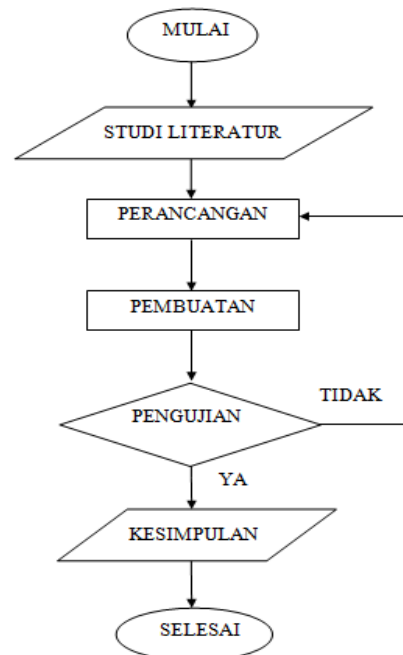 MULAI
STUDI LITERATUR
PERANCANGAN
PEMBUATAN
PENGUJIAN
TIDAK
YA
KESIMPULAN
SELESAI